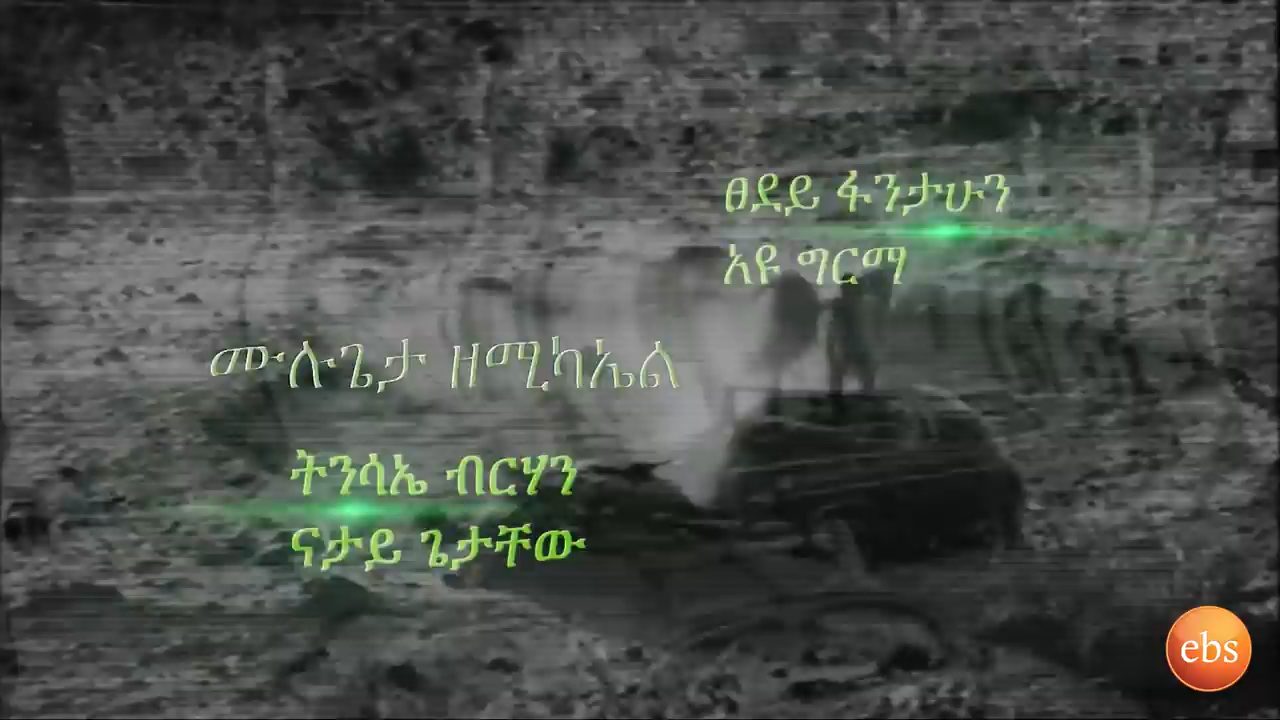 ፀደይ ፋንታሁን
አዩ ግርማ
ሙሉጌታ ዘሚካኤል
ትንሳኤ ብርሃን
ናታይ ጌታቸው
ebs